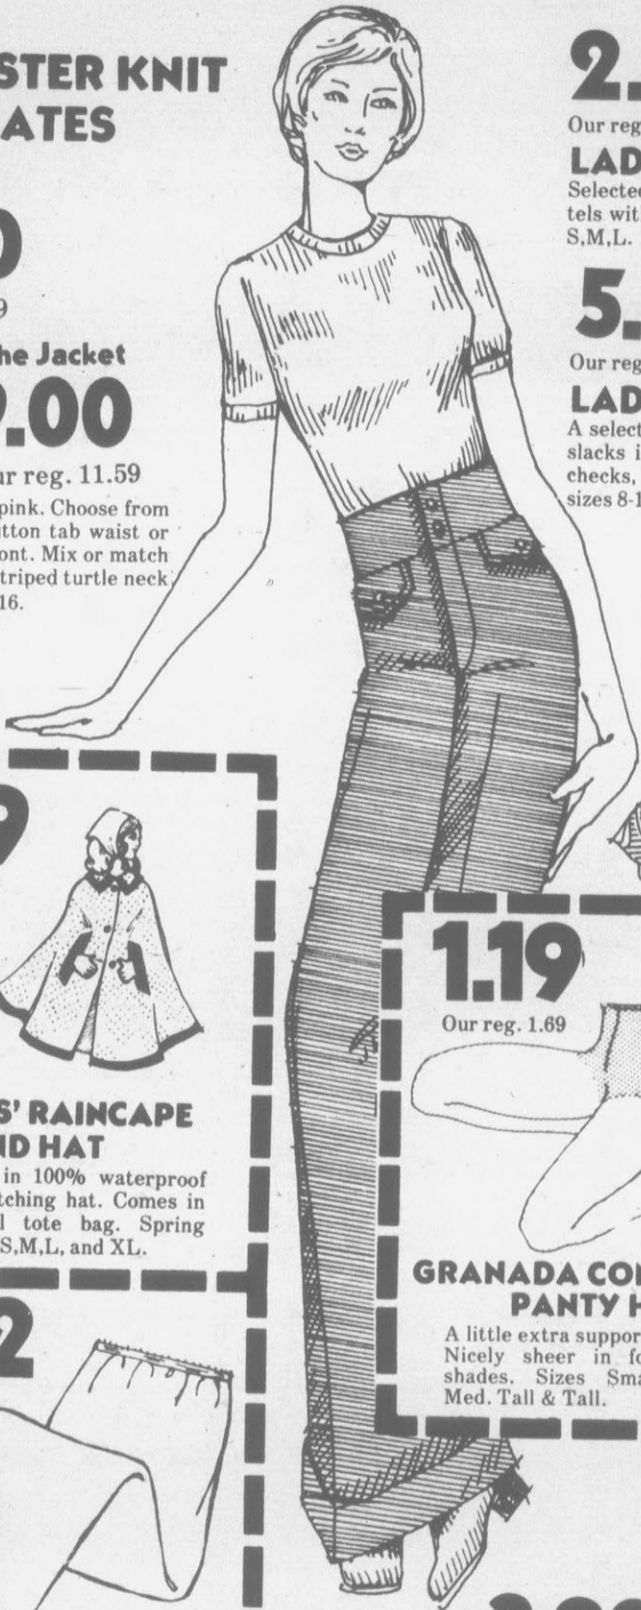 STER KNIT
ATES
9
he Jacket
9.00
ur reg. 11.59
pink. Choose from
tton tab waist or
ont. Mix or match
triped turtle neck
16.
2.
Our reg
LAD
Selected
tels wit
S,M,L.
5.
Our reg
LAD
A select
slacks i
checks,
sizes 8-1
9
S' RAINCAPE
ND HAT
in 100% waterproof
tching hat. Comes in
l tote bag. Spring
S,M,L, and XL.
2
1.19
Our reg. 1.69
GRANADA CON
PANTY H
A little extra suppor
Nicely sheer in fo
shades. Sizes Sma
Med. Tall & Tall.